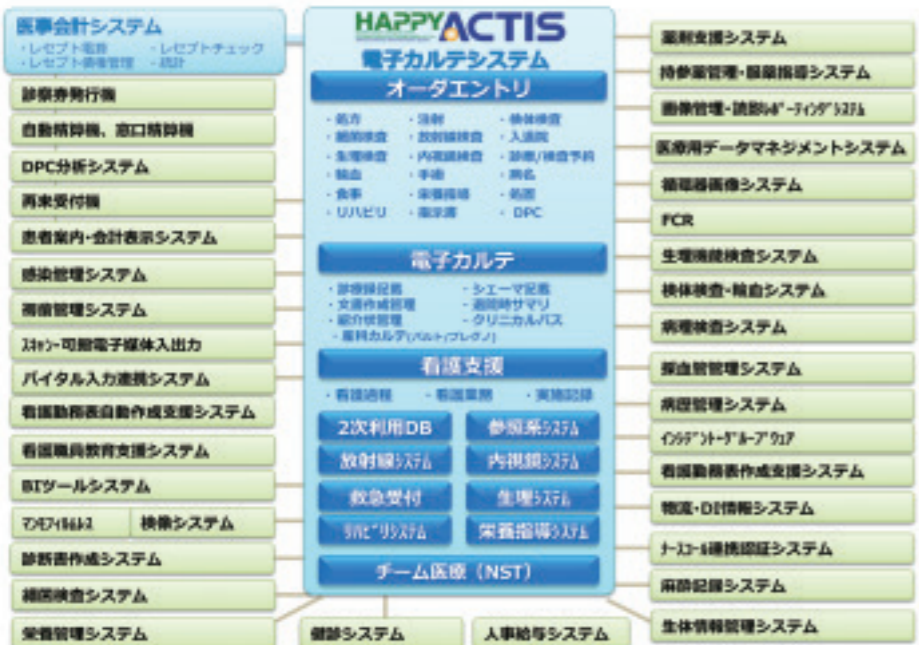 医事会計システム
・レセプト電算 ・レセプトチェック
・レセプト債権管理 ・統計
診察券発行機
自動精算機、窓口精算機
DPC分析システム
再来受付機
患者案内・会計表示システム
感染管理システム
褥瘡管理システム
スキャン・可搬電子媒体入出力
バイタル入力連携システム
看護勤務表自動作成支援システム
看護職員教育支援システム
BIツールシステム
検像システム
診断書作成システム
細菌検査システム
栄養管理システム
HAPPY ACTIS
電子カルテシステム
オーダエントリ
・処方 ・注射 ・検体検査
・細菌検査 ・放射線検査 ・入退院
・生理検査 ・内視鏡検査 ・診察/検査予約
・輸血 ・手術 ・病名
・食事 ・栄養指導 ・処置
・リハビリ ・指示書 ・DPC
電子カルテ
・診療録記載 ・シェーマ記載
・文書作成管理 ・退院時サマリ
・紹介状管理 ・クリニカルパス
・産科カルテ(パルト/プレグノ)
看護支援
・看護過程 ・看護業務 ・実施記録
2次利用DB 参照系システム
放射線システム 内視鏡システム
救急受付 生理システム
リハビリシステム 栄養指導システム
チーム医療（NST）
健診システム
人事給与システム
薬剤支援システム
持参薬管理・服薬指導システム
画像管理・読影レポーティングシステム
医療用データマネジメントシステム
循環器画像システム
FCR
生理機能検査システム
検体検査・輸血システム
病理検査システム
採血管管理システム
病歴管理システム
インシデント・グループウェア
看護勤務表作成支援システム
物流・DI情報システム
ナースコール連携認証システム
麻酔記録システム
生体情報管理システム